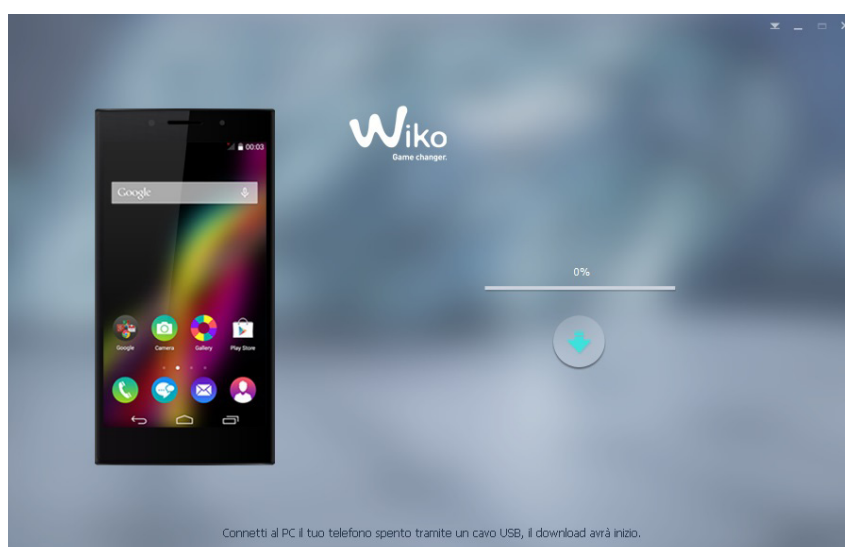 Wiko
Game changer.
00:03
Google
0%
Google Camera Gallery Play Store
Connetti al PC il tuo telefono spento tramite un cavo USB, il download avrà inizio.